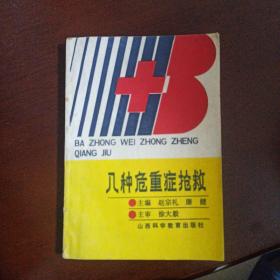 BA ZHONG WEI ZHONG ZHENG
QIANG JIU
八种危重症抢救
主编 赵宗礼 康健
主审 徐大毅
山西科学教育出版社